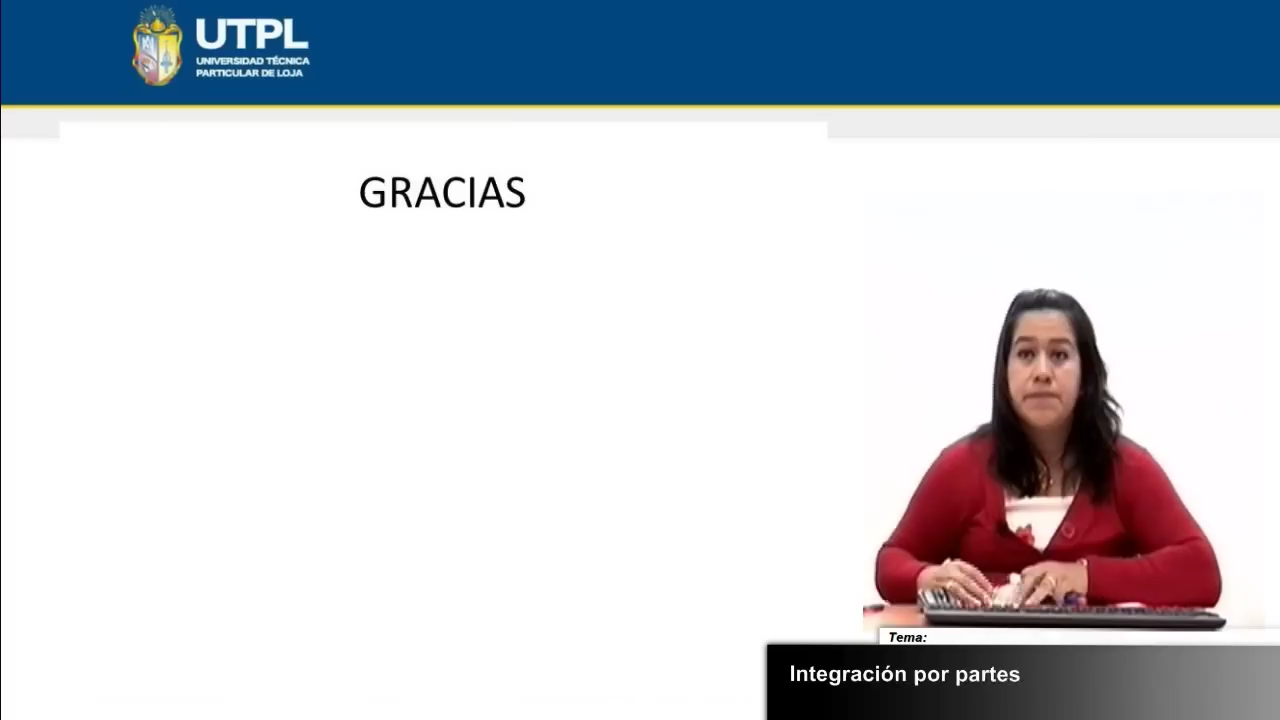 UTPL
UNIVERSIDAD TÉCNICA
PARTICULAR DE LOJA
GRACIAS
Tema:
Integración por partes